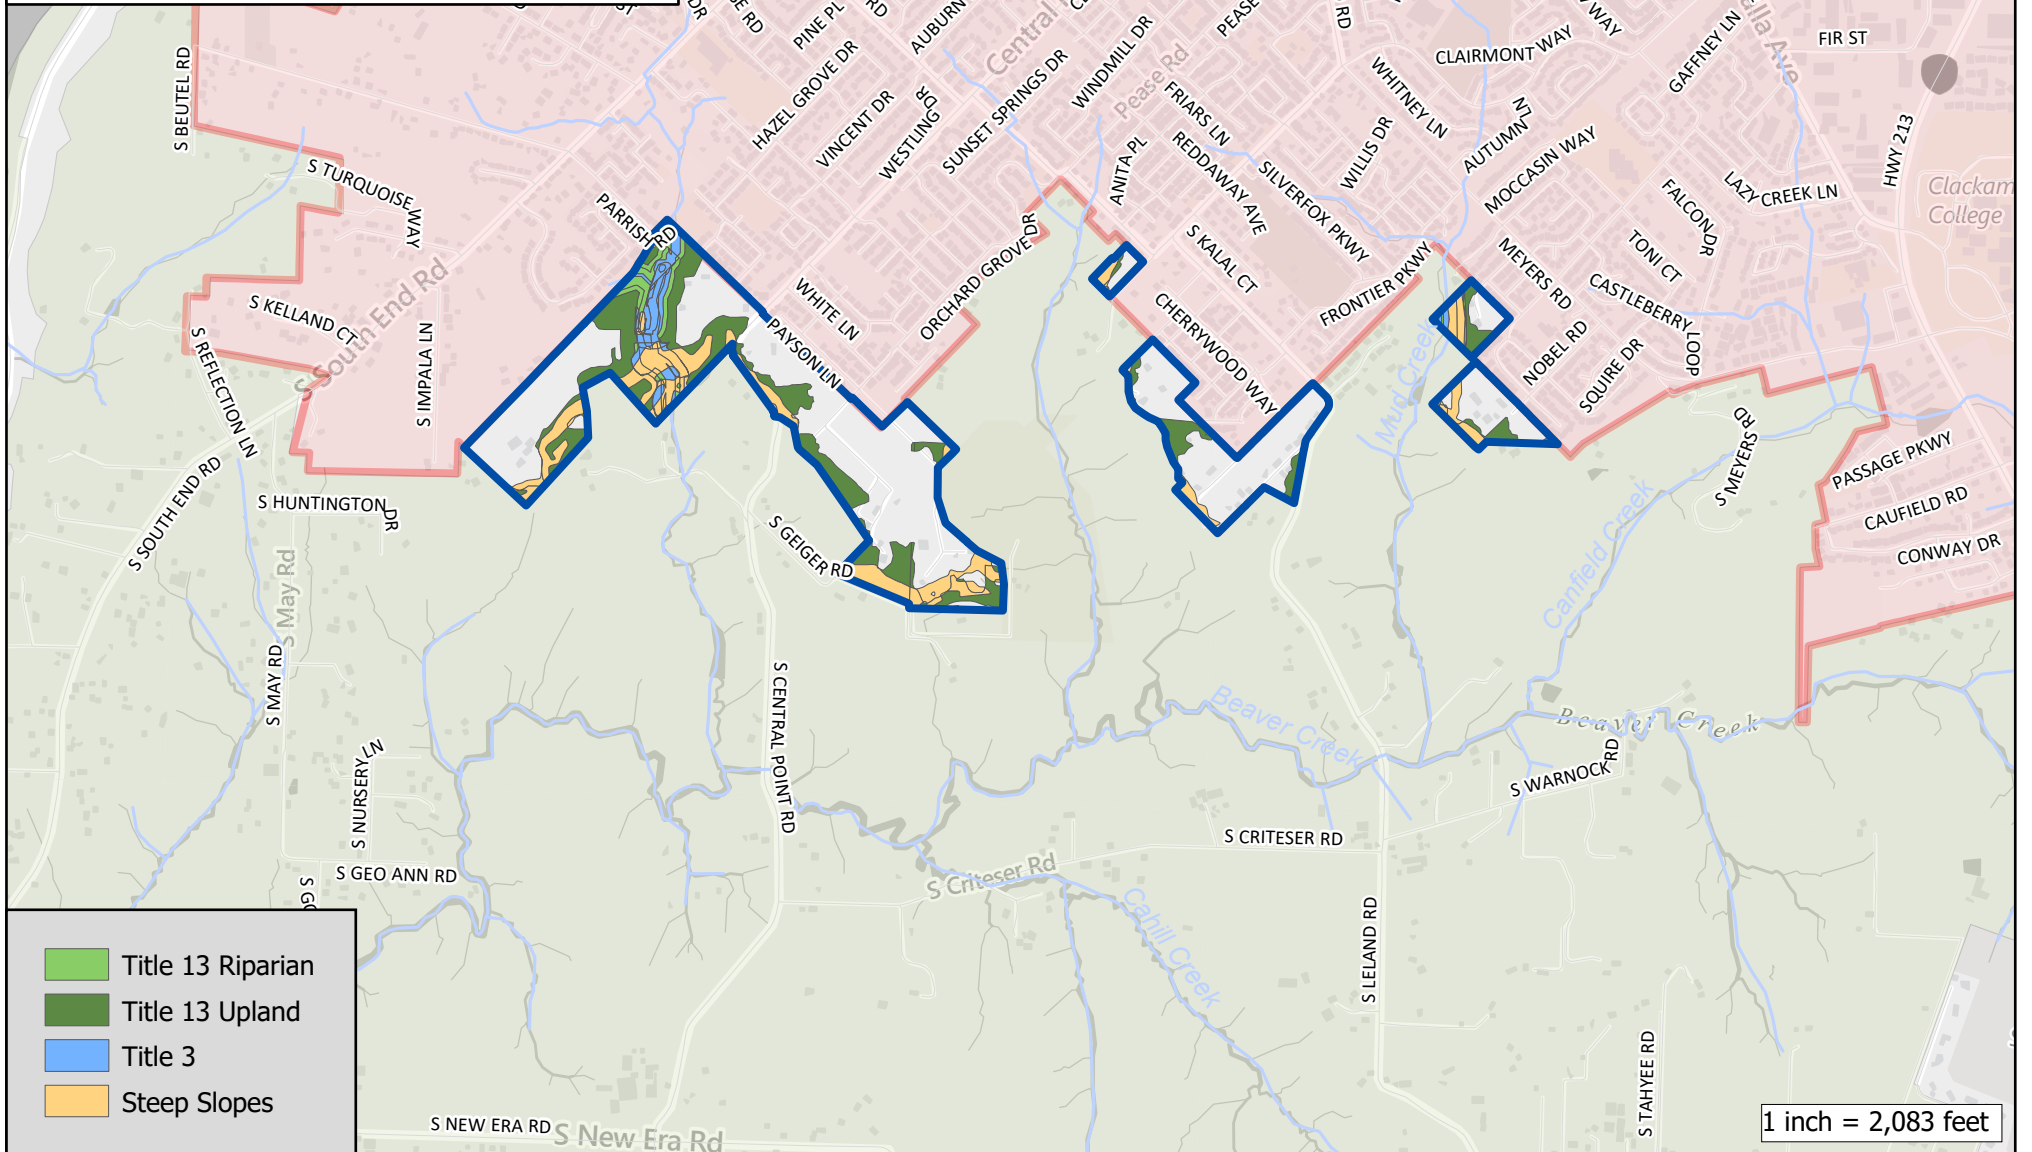 PINE PL
AUBURN
Central
PEASE
RD
DR
RD
S BEUTEL RD
HAZEL GROVE DR
VINCENT DR
WESTLING DR
SUNSET SPRINGS DR
WINDMILL DR
Pease Rd
FRIARS LN
CLAIRMONT WAY
WAY
WHITNEY LN
GAFFNEY LN
FIR ST
HWY 213
Clackam
College
S TURQUOISE WAY
PARRISH RD
ANITA PL
REDDAWAY AVE
SILVERFOX PKWY
WILLIS DR
AUTUMN LN
MOCCASIN WAY
FALCON DR
LAZY CREEK LN
S KELLAND CT
S REFLECTION LN
S South End Rd
S IMPALA LN
WHITE LN
PAYSON LN
ORCHARD GROVE DR
S KALAL CT
CHERRYWOOD WAY
FRONTIER PKWY
Mud Creek
MEYERS RD
TONI CT
CASTLEBERRY LOOP
NOBEL RD
SQUIRE DR
S SOUTH END RD
S HUNTINGTON DR
S GEIGER RD
S MEYERS RD
PASSAGE PKWY
CAUFIELD RD
CONWAY DR
Canfield Creek
S May Rd
S MAY RD
S CENTRAL POINT RD
Beaver Creek
Beaver Creek
S NURSERY LN
S WARNOCK RD
S CRITESER RD
S Criteser Rd
S GEO ANN RD
Cahill Creek
S LELAND RD
S TAHYEE RD
S NEW ERA RD
S New Era Rd
Title 13 Riparian
Title 13 Upland
Title 3
Steep Slopes
1 inch = 2,083 feet